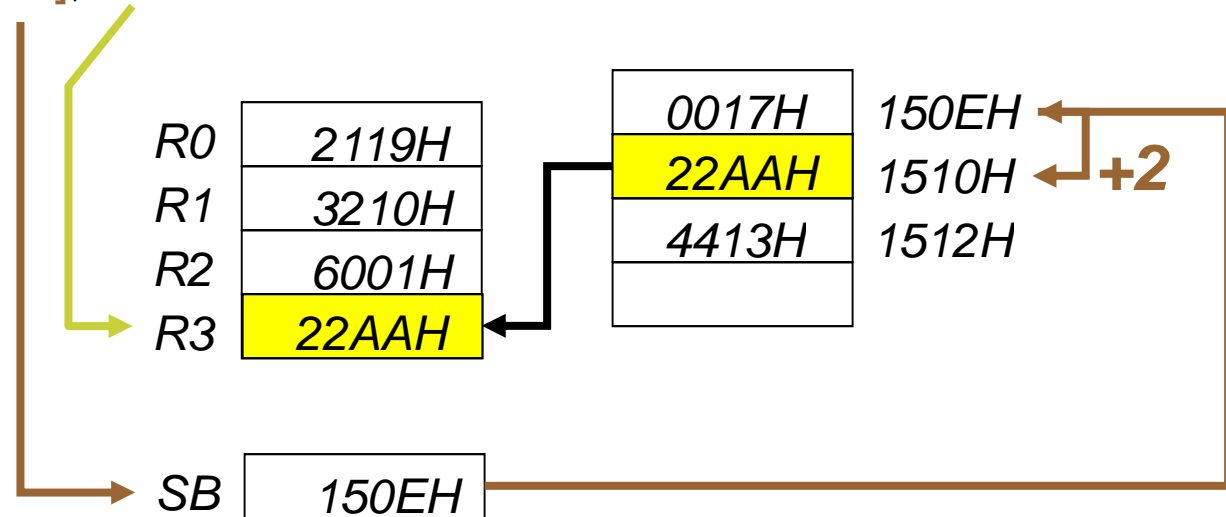 R0 2119H
R1 3210H
R2 6001H
R3 22AAH
0017H 150EH
22AAH 1510H +2
4413H 1512H
SB 150EH